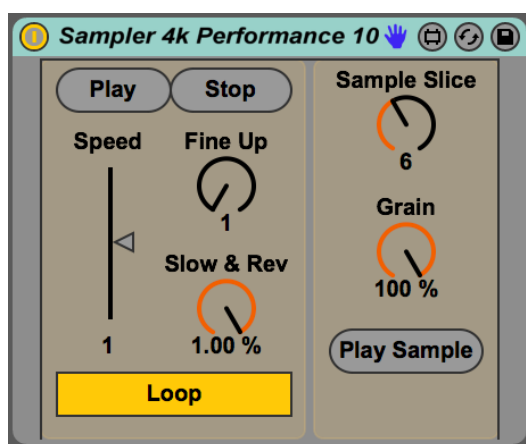 Sampler 4k Performance 10
Play Stop
Speed Fine Up
1
Slow & Rev
1 1.00 %
Loop
Sample Slice
6
Grain
100 %
Play Sample